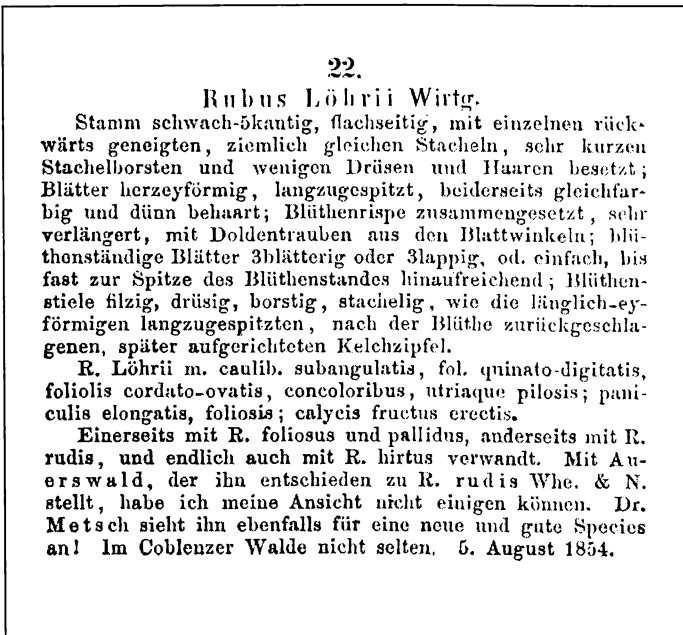 22.
Rubus Löhrii Wirtg.
Stamm schwach-5kantig, flachseitig, mit einzelnen rück-
wärts geneigten, ziemlich gleichen Stacheln, sehr kurzen
Stachelborsten und wenigen Drüsen und Haaren besetzt;
Blätter herzeyförmig, langzugespitzt, beiderseits gleichfar-
big und dünn behaart; Blüthenrispe zusammengesetzt, sehr
verlängert, mit Doldentrauben aus den Blattwinkeln; blü-
thenständige Blätter 3blätterig oder 3lappig, od. einfach, bis
fast zur Spitze des Blüthenstandes hinaufreichend; Blüthen-
stiele filzig, drüsig, borstig, stachelig, wie die länglich-ey-
förmigen langzugespitzten, nach der Blüthe zurückgeschla-
genen, später aufgerichteten Kelchzipfel.
R. Löhrii m. caulib. subangulatis, fol. quinato-digitatis,
foliolis cordato-ovatis, concoloribus, utriaque pilosis; pani-
culis elongatis, foliosis; calycis fructus erectis.
Einerseits mit R. foliosus und pallidus, anderseits mit R.
rudis, und endlich auch mit R. hirtus verwandt. Mit Au-
erswald, der ihn entschieden zu R. rudis Whe. & N.
stellt, habe ich meine Ansicht nicht einigen können. Dr.
Metsch sieht ihn ebenfalls für eine neue und gute Species
an! Im Coblenzer Walde nicht selten. 5. August 1854.